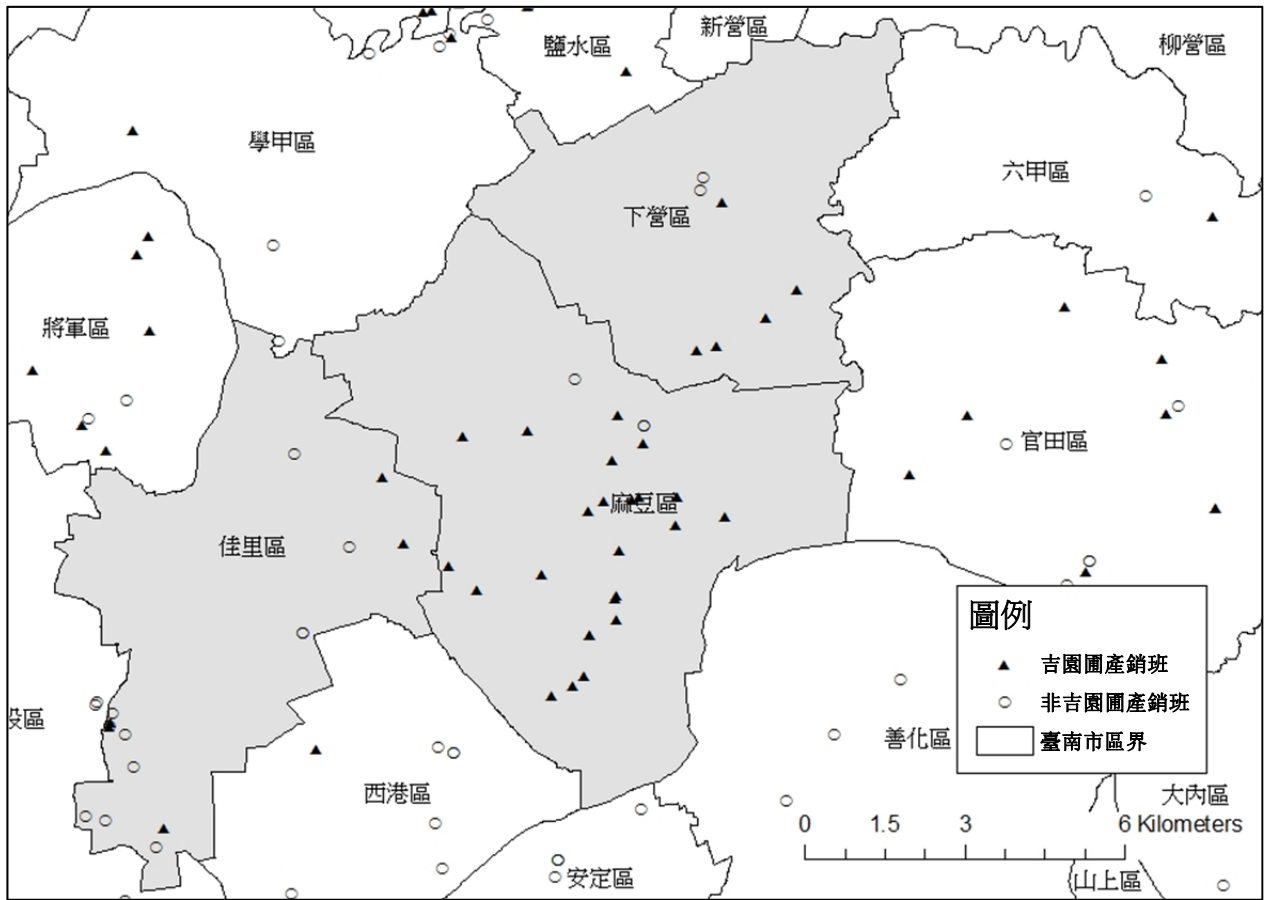 新營區
鹽水區
柳營區
學甲區
六甲區
下營區
將軍區
官田區
麻豆區
佳里區
圖例
吉園圃產銷班
非吉園圃產銷班
臺南市區界
區
善化區
西港區
大內區
0 1.5 3 6 Kilometers
安定區
山上區